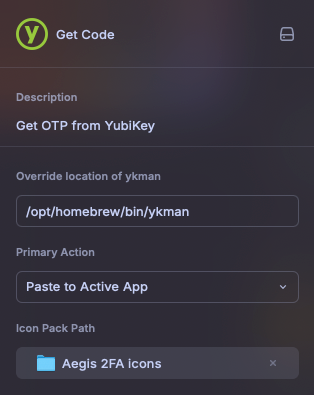 y
Get Code
Description
Get OTP from YubiKey
Override location of ykman
/opt/homebrew/bin/ykman
Primary Action
Paste to Active App
Icon Pack Path
Aegis 2FA icons